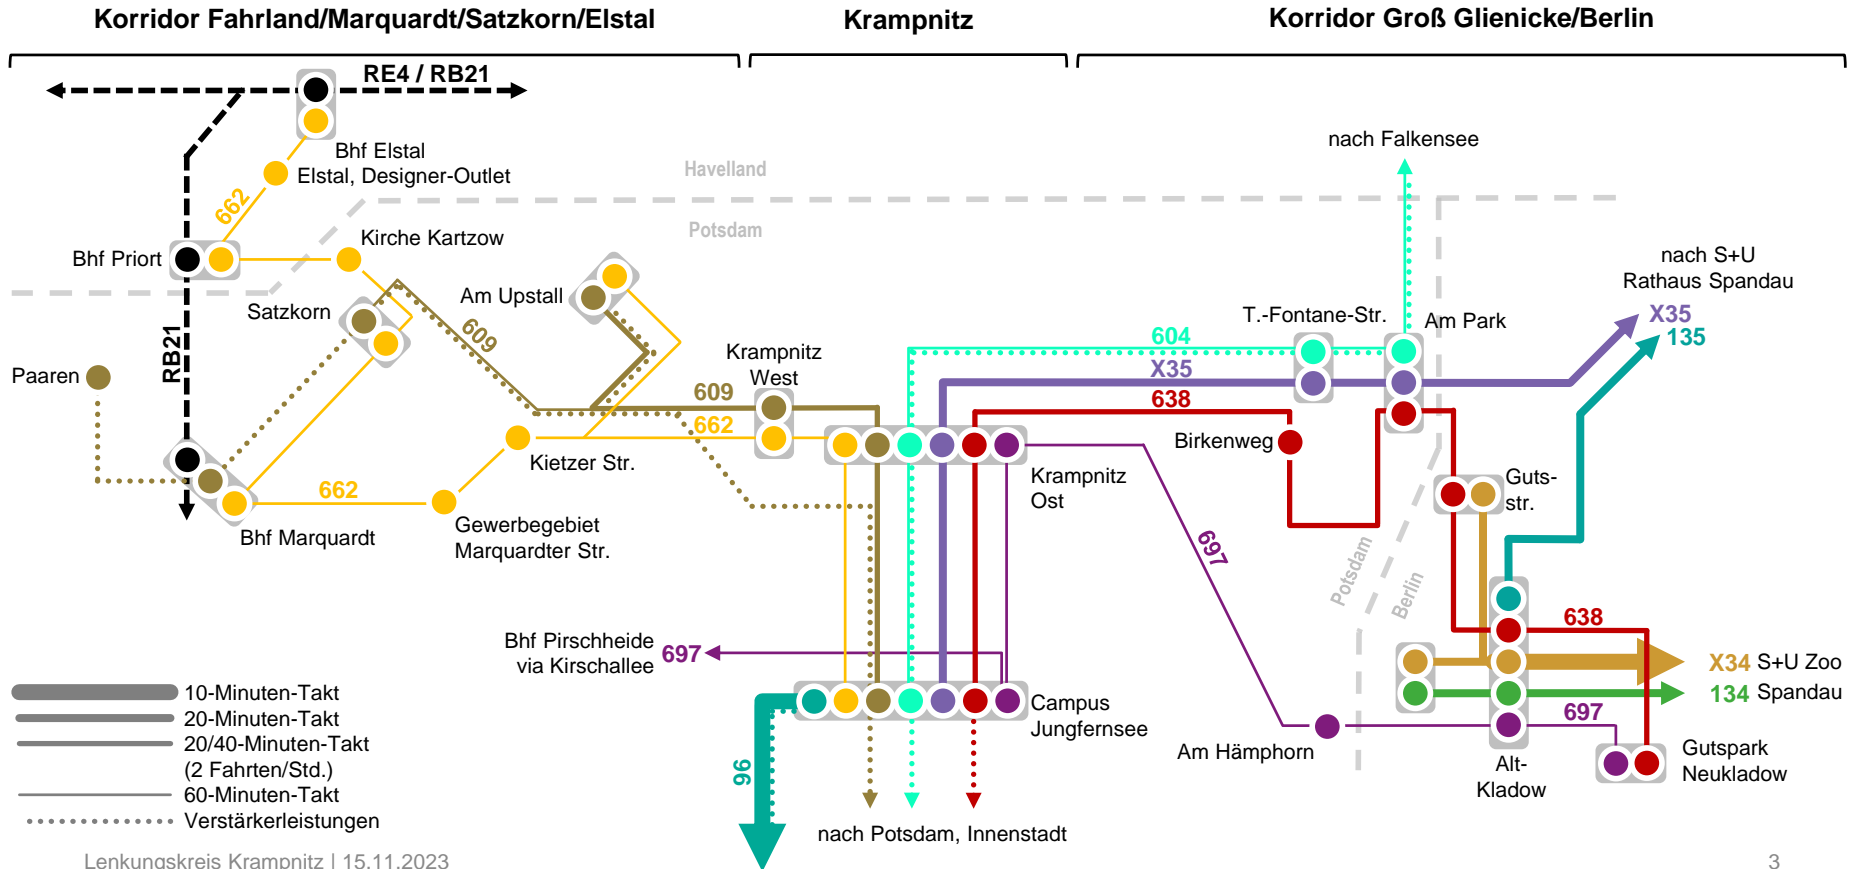 Korridor Fahrland/Marquardt/Satzkorn/Elstal
Krampnitz
Korridor Groß Glienicke/Berlin
RE4 / RB21
Bhf Elstal
Elstal, Designer-Outlet
662
Havelland
Potsdam
nach Falkensee
Bhf Priort
Kirche Kartzow
Satzkorn
Am Upstall
609
RB21
Paaren
nach S+U
Rathaus Spandau
X35
135
T.-Fontane-Str.
Am Park
604
X35
638
Krampnitz
West
609
662
Birkenweg
Kietzer Str.
662
Krampnitz
Ost
Guts-
str.
Bhf Marquardt
Gewerbegebiet
Marquardter Str.
697
Potsdam
Berlin
638
Bhf Pirschheide
via Kirschallee
697
X34 S+U Zoo
134 Spandau
697
Campus
Jungfernsee
Am Hämphorn
Alt-
Kladow
Gutspark
Neukladow
96
nach Potsdam, Innenstadt
10-Minuten-Takt
20-Minuten-Takt
20/40-Minuten-Takt
(2 Fahrten/Std.)
60-Minuten-Takt
Verstärkerleistungen
Lenkungskreis Krampnitz | 15.11.2023
3